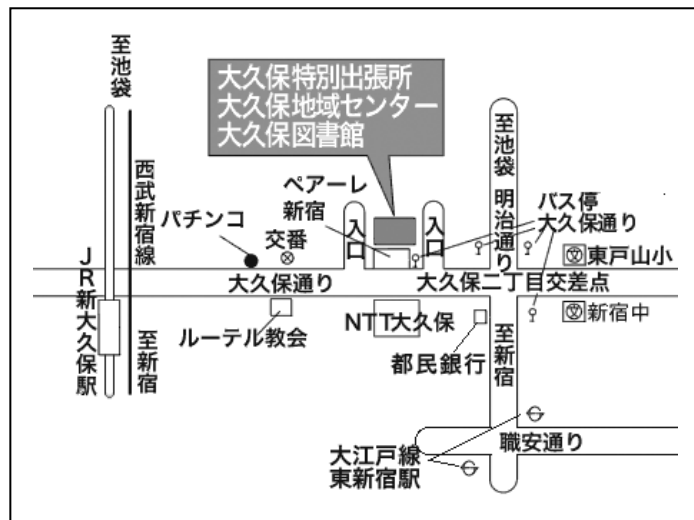 至池袋
西武新宿線
JR新大久保駅
至新宿
大久保特別出張所
大久保地域センター
大久保図書館
ペアーレ
新宿
パチンコ
交番
入口
入口
至池袋
明治通り
バス停
大久保通り
東戸山小
大久保通り
大久保二丁目交差点
新宿中
ルーテル教会
NTT大久保
都民銀行
至新宿
職安通り
大江戸線
東新宿駅